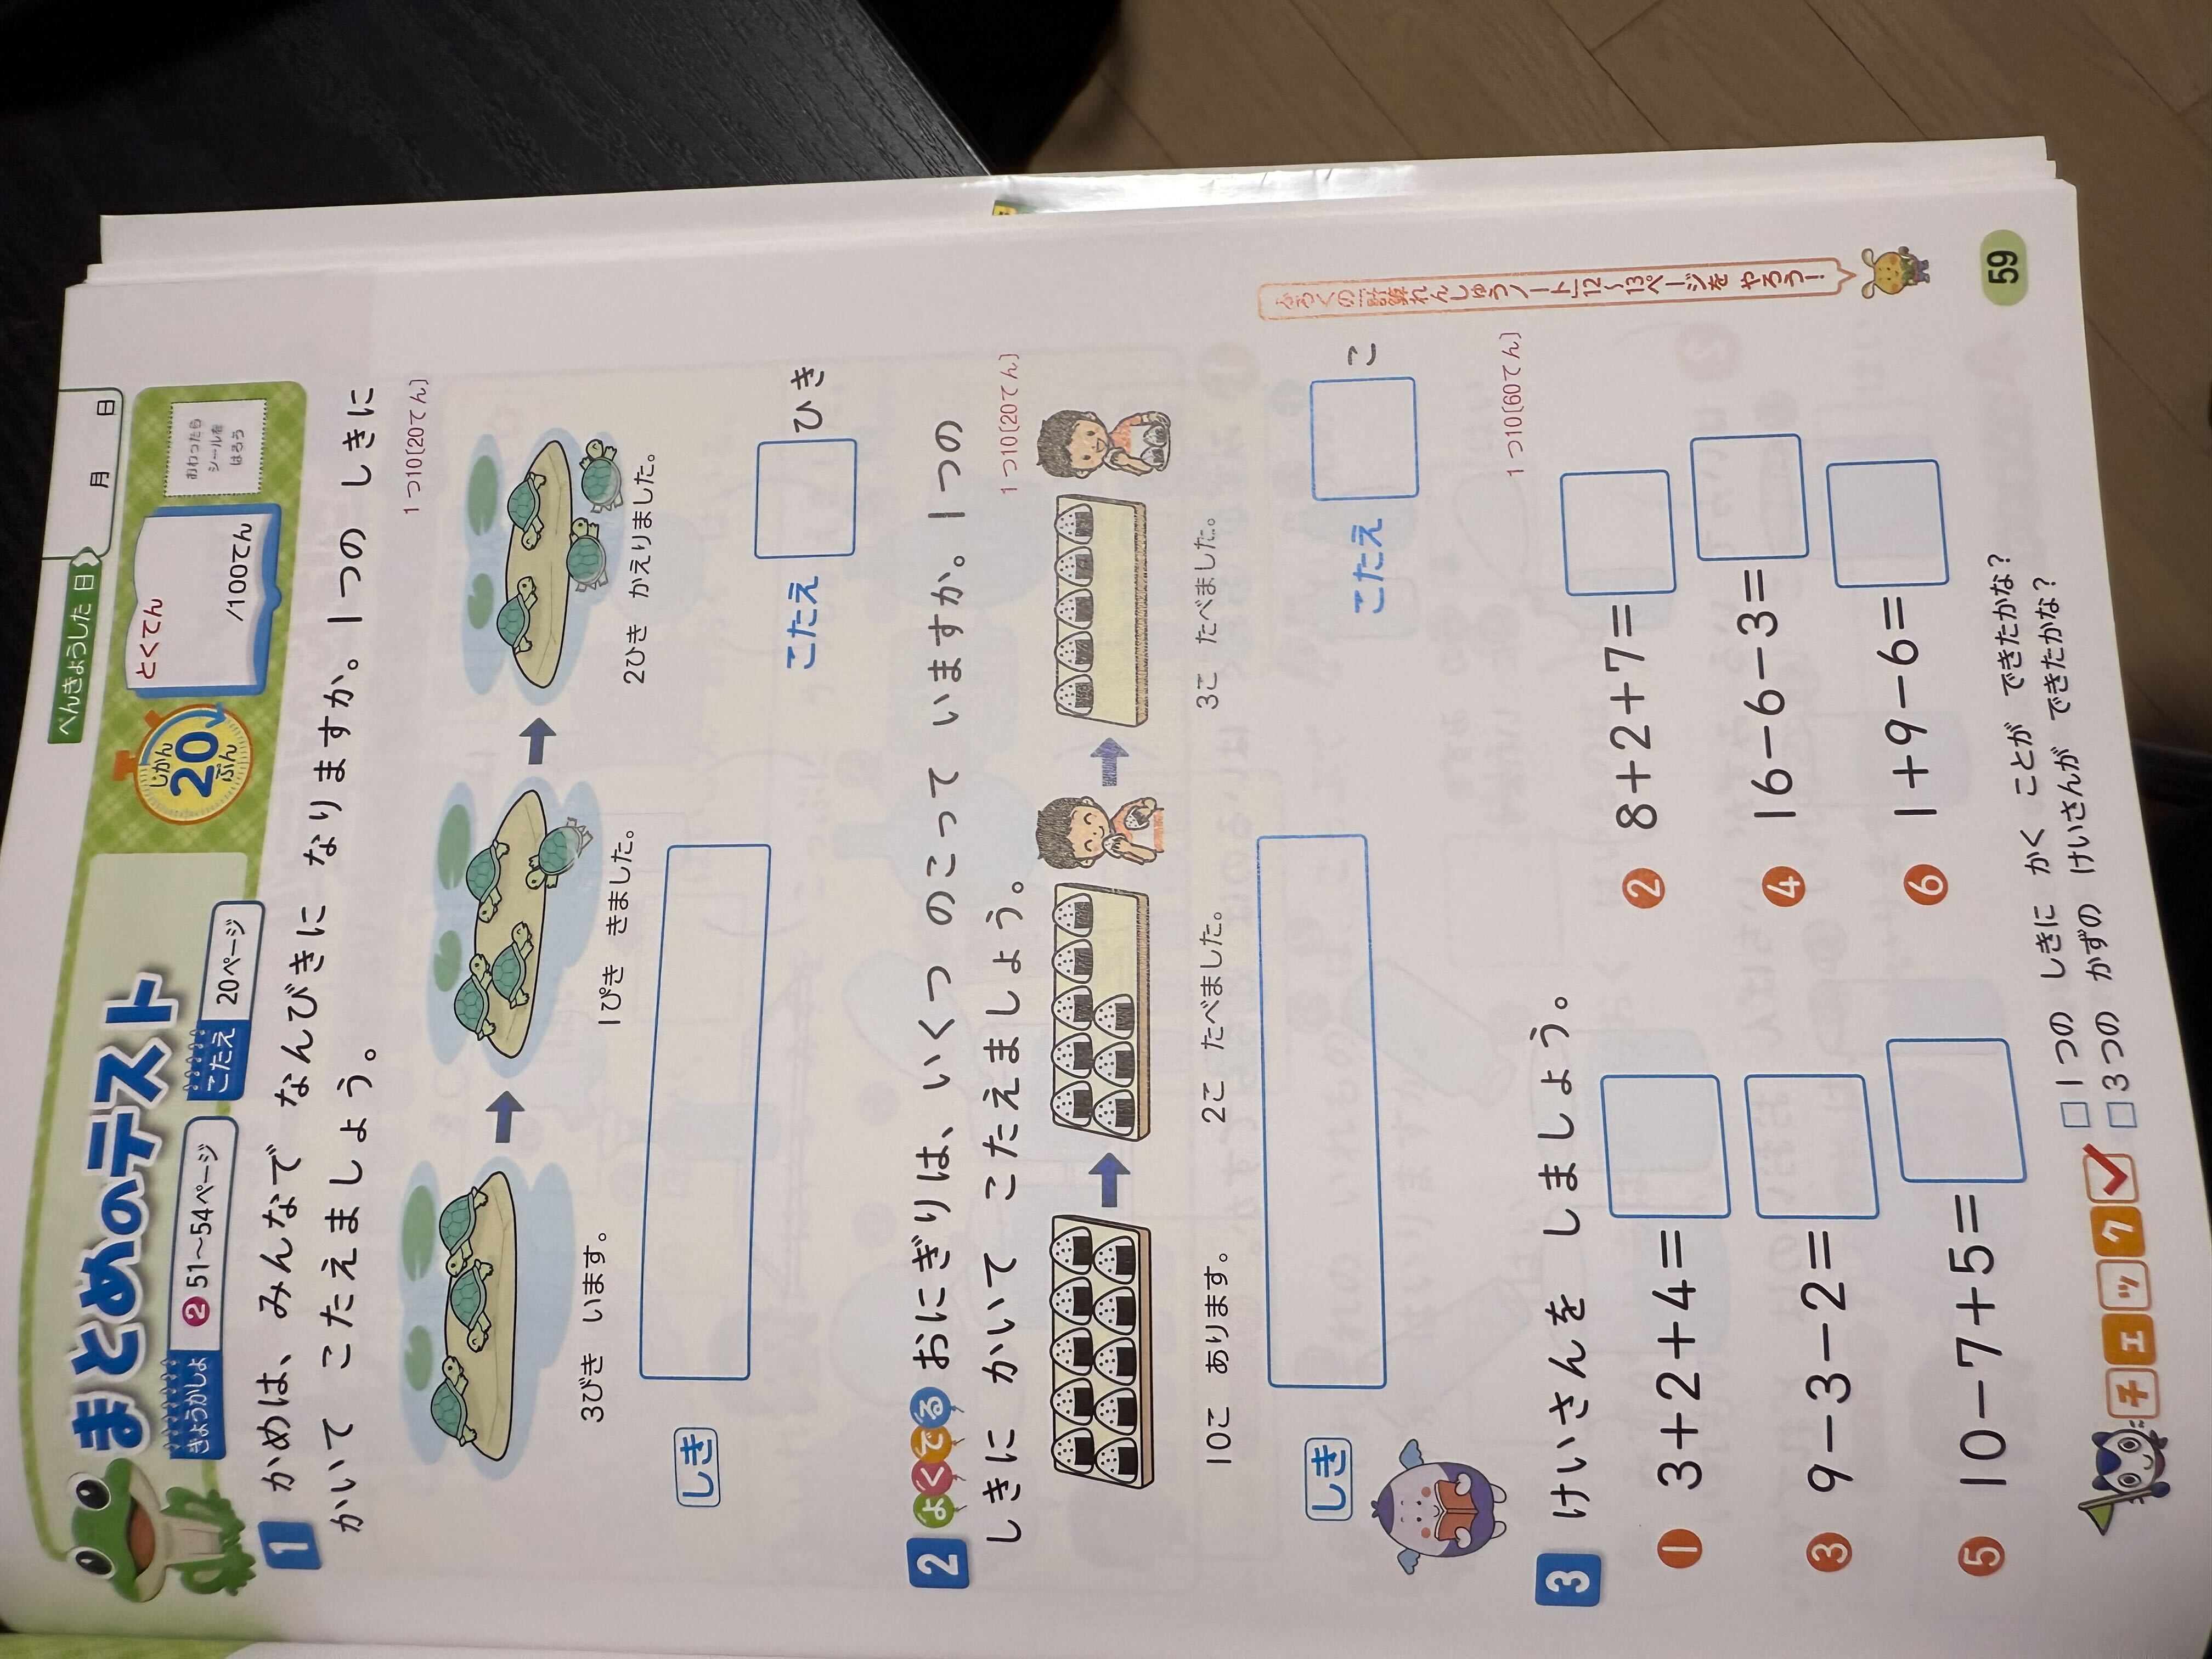 べんきょうした 日 月 日
まとめのテスト
じかん 20 ぷん
とくてん
/100てん
おわったら
シールを
はろう
きょうかしょ ❷ 51〜54ページ
こたえ 20ページ
1 かめは、みんなで なんびきに なりますか。1つの しきに
かいて こたえましょう。
1つ10〔20てん〕
3びき います。
1ぴき きました。
2ひき かえりました。
しき
こたえ ひき
2 よくでる おにぎりは、いくつ のこって いますか。1つの
しきに かいて こたえましょう。
1つ10〔20てん〕
10こ あります。
2こ たべました。
3こ たべました。
しき
こたえ こ
3 けいさんを しましょう。
1つ10〔60てん〕
❶ 3+2+4=
❷ 8+2+7=
❸ 9−3−2=
❹ 16−6−3=
❺ 10−7+5=
❻ 1+9−6=
チェック✓
□1つの しきに かく ことが できたかな?
□3つの かずの けいさんが できたかな?
ふろくの「計算れんしゅうノート」12〜13ページを やろう!
59